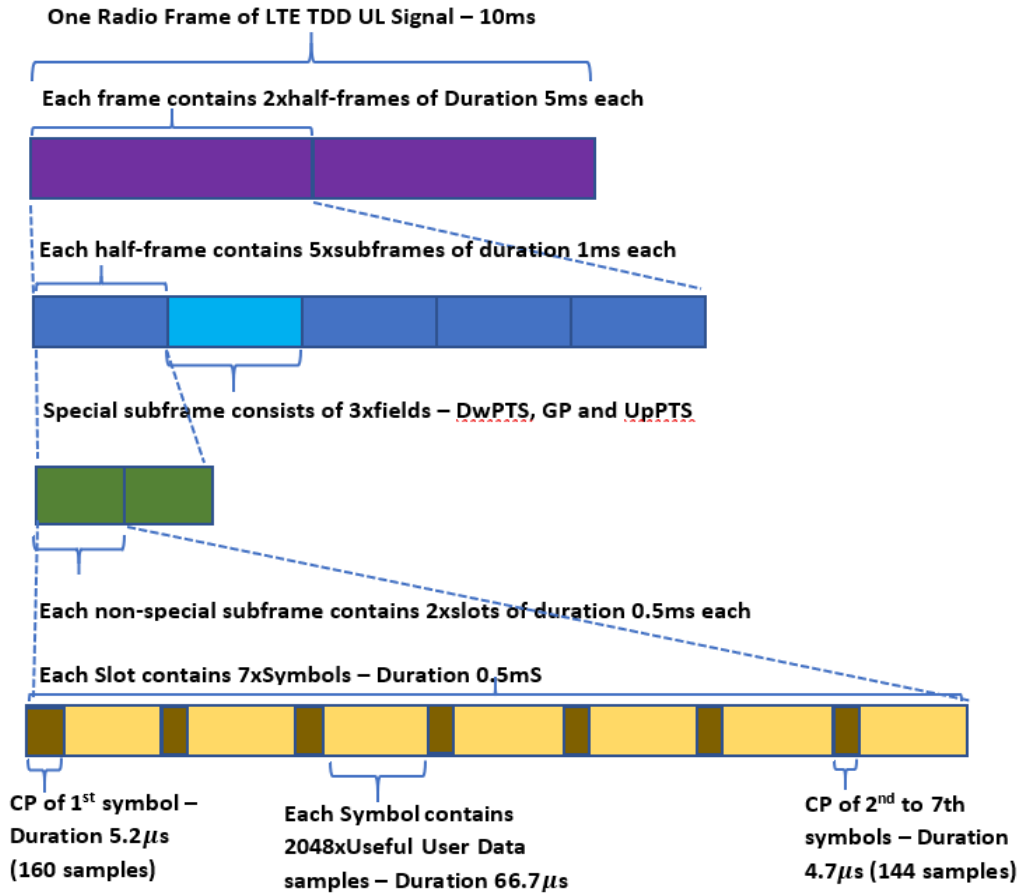 One Radio Frame of LTE TDD UL Signal – 10ms
Each frame contains 2xhalf-frames of Duration 5ms each
Each half-frame contains 5xsubframes of duration 1ms each
Special subframe consists of 3xfields – DwPTS, GP and UpPTS
Each non-special subframe contains 2xslots of duration 0.5ms each
Each Slot contains 7xSymbols – Duration 0.5mS
CP of 1st symbol –
Duration 5.2μs
(160 samples)
Each Symbol contains
2048xUseful User Data
samples – Duration 66.7μs
CP of 2nd to 7th
symbols – Duration
4.7μs (144 samples)